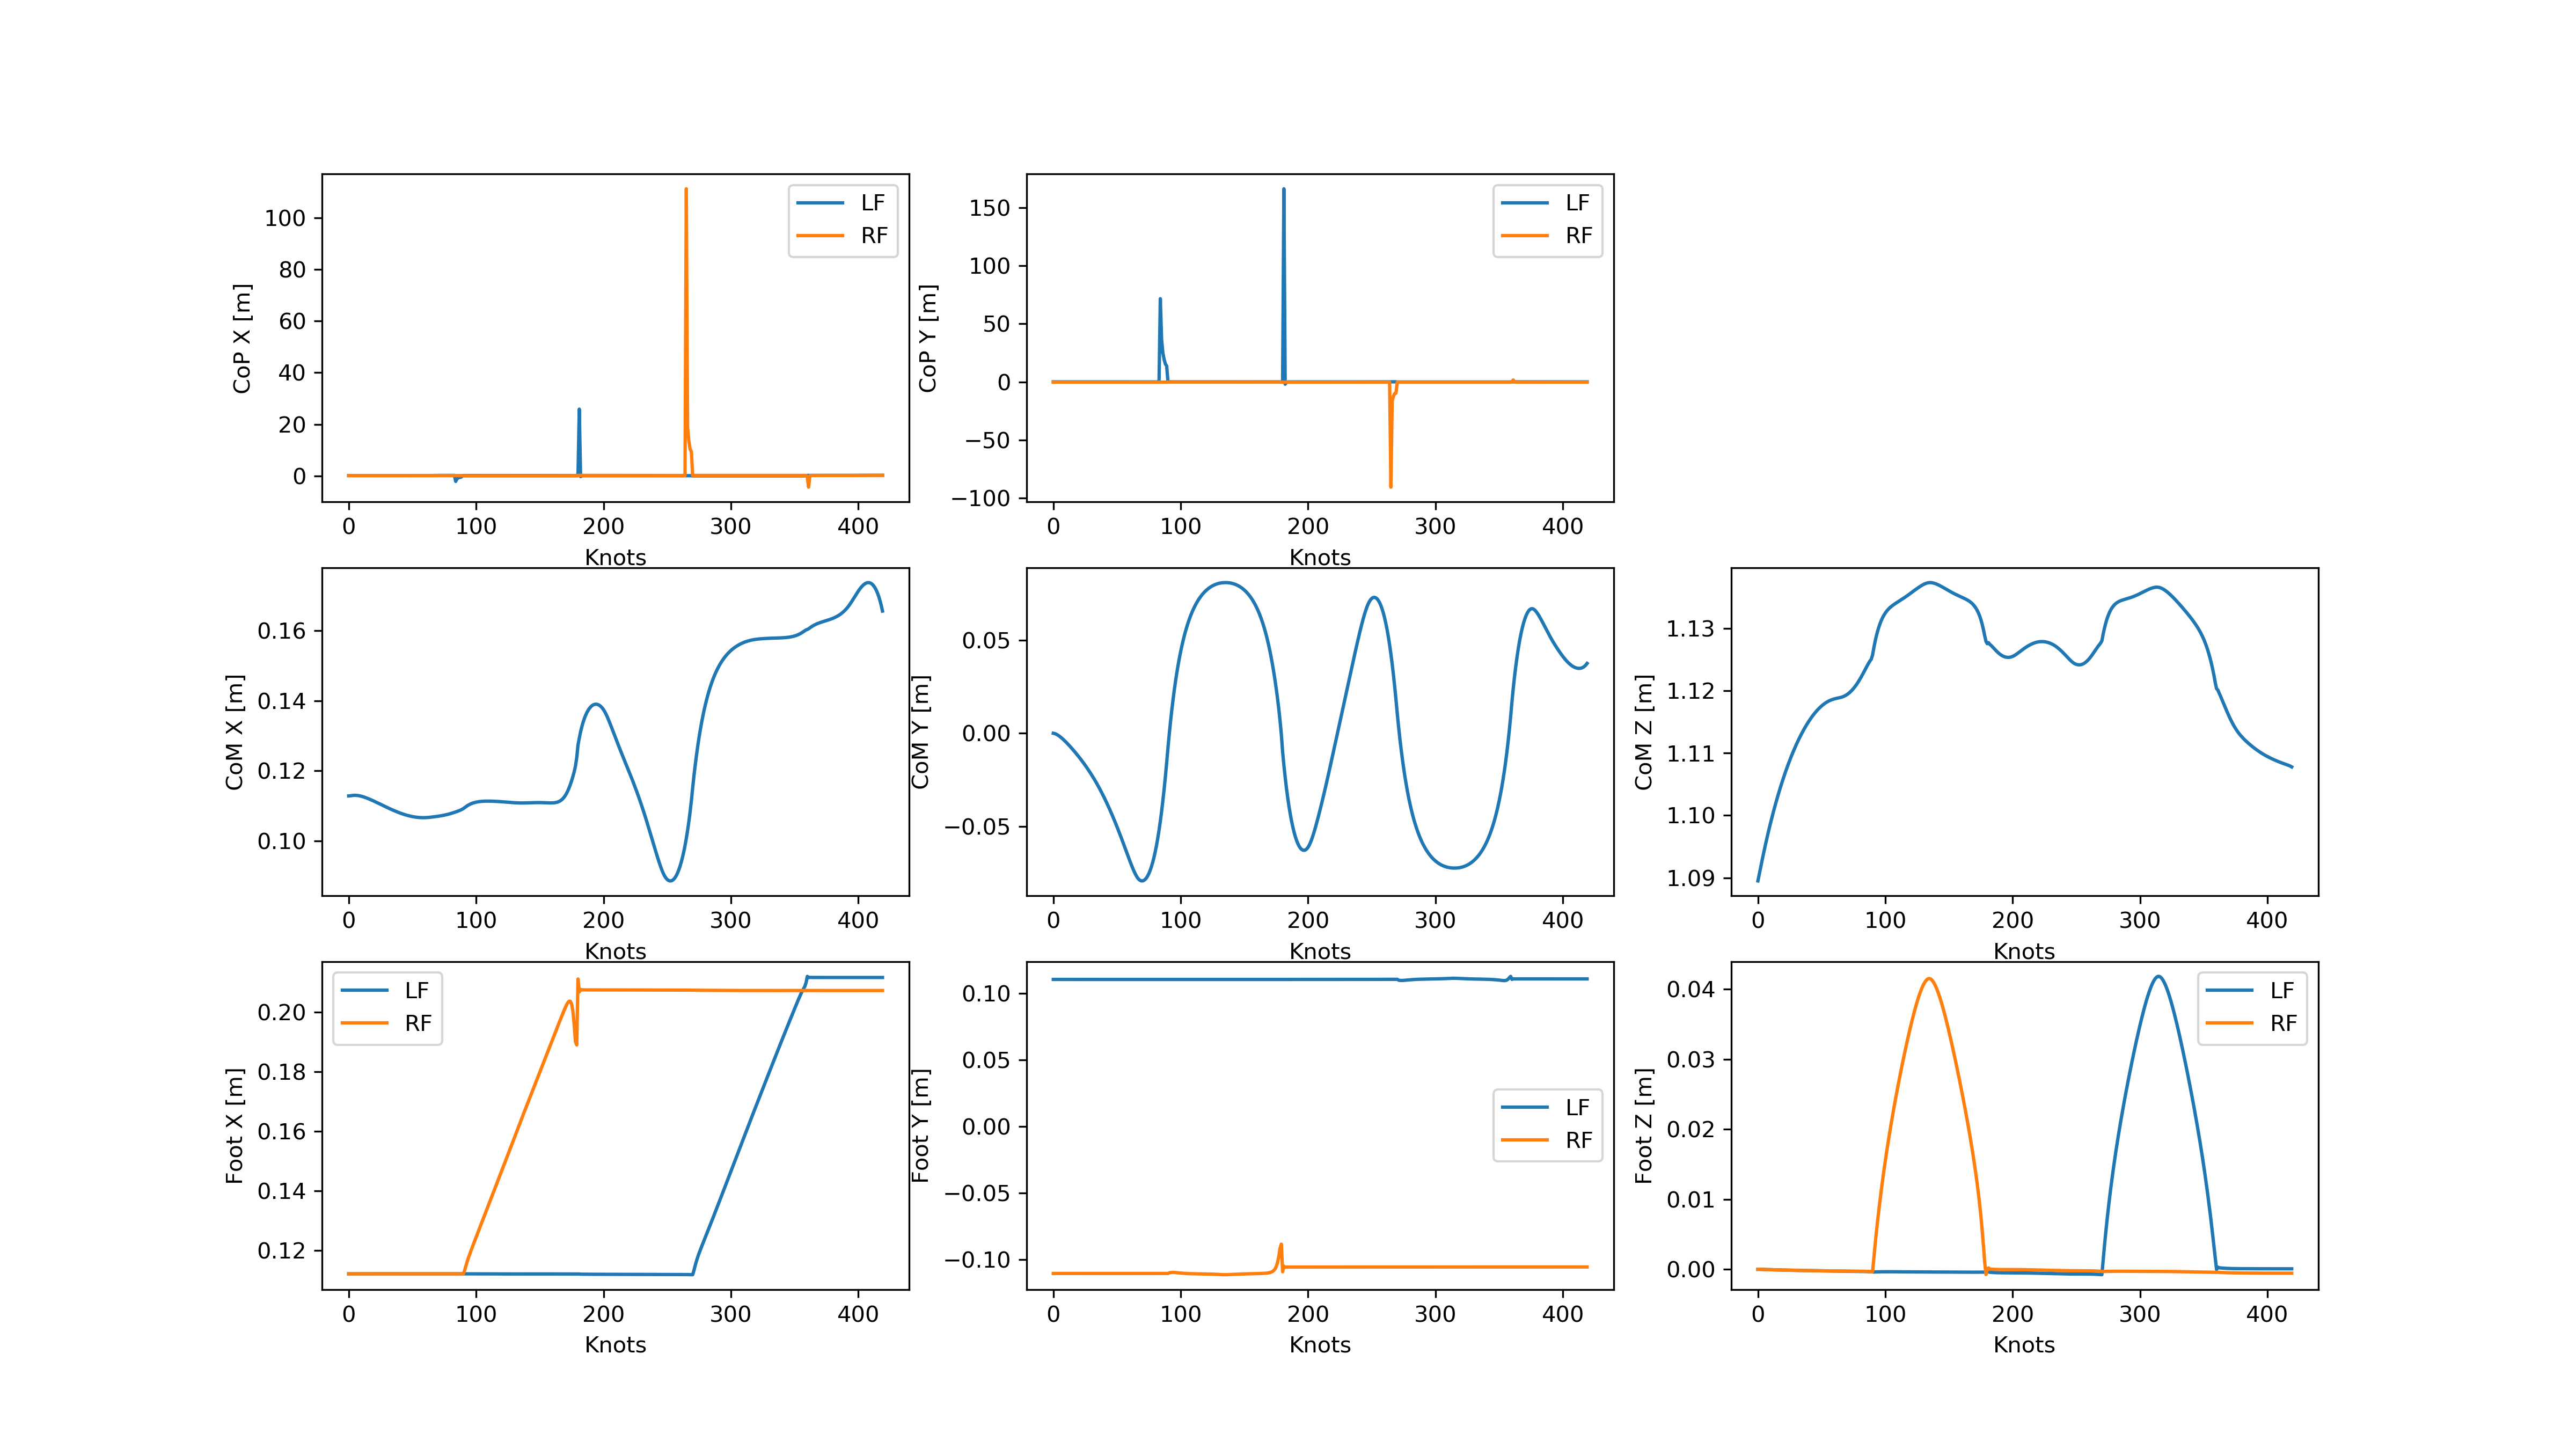 CoP X [m]
100
80
60
40
20
0
0 100 200 300 400
Knots
LF
RF
CoP Y [m]
150
100
50
0
−50
−100
0 100 200 300 400
Knots
LF
RF
CoM X [m]
0.16
0.14
0.12
0.10
0 100 200 300 400
Knots
CoM Y [m]
0.05
0.00
−0.05
0 100 200 300 400
Knots
CoM Z [m]
1.13
1.12
1.11
1.10
1.09
0 100 200 300 400
Knots
Foot X [m]
0.20
0.18
0.16
0.14
0.12
0 100 200 300 400
Knots
LF
RF
Foot Y [m]
0.10
0.05
0.00
−0.05
−0.10
0 100 200 300 400
Knots
LF
RF
Foot Z [m]
0.04
0.03
0.02
0.01
0.00
0 100 200 300 400
Knots
LF
RF